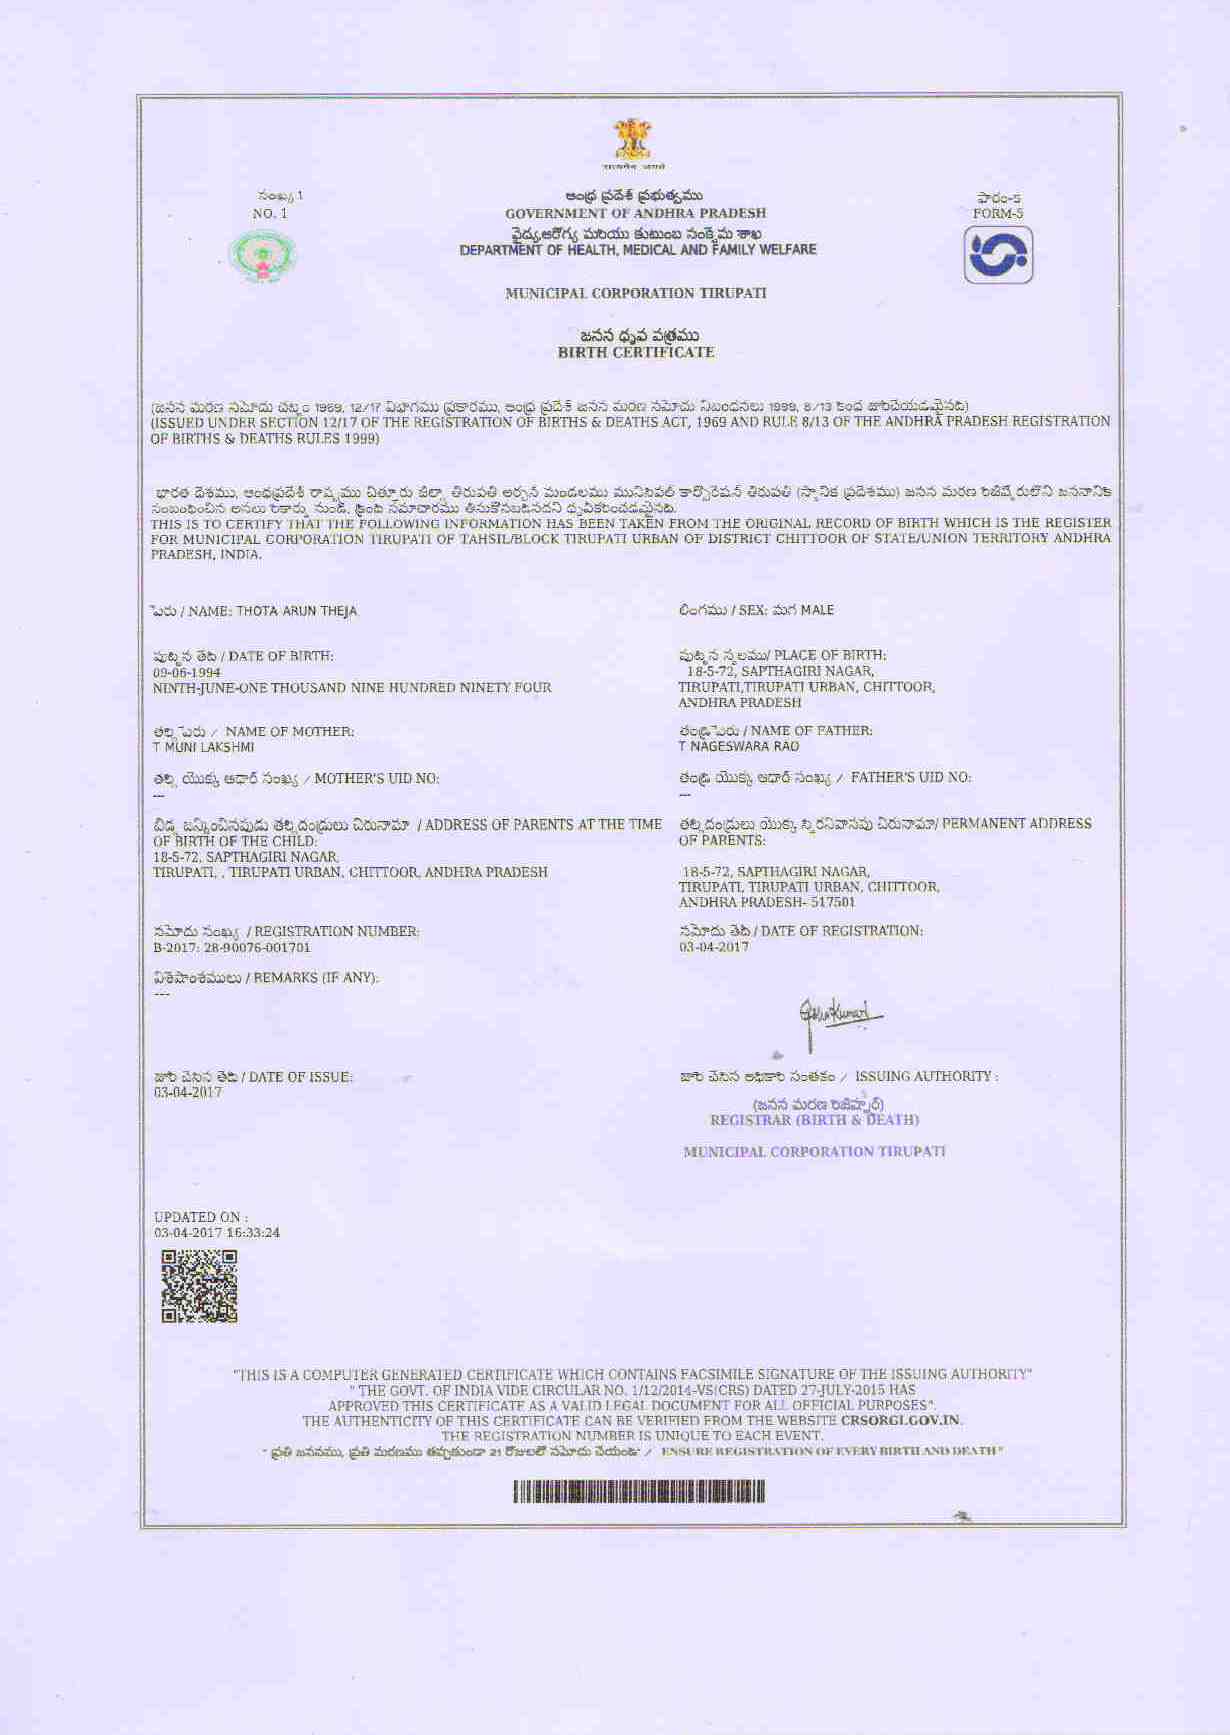 सत्यमेव जयते
సంఖ్య 1
NO. 1
ఆంధ్ర ప్రదేశ్ ప్రభుత్వము
GOVERNMENT OF ANDHRA PRADESH
వైద్య,ఆరోగ్య మరియు కుటుంబ సంక్షేమ శాఖ
DEPARTMENT OF HEALTH, MEDICAL AND FAMILY WELFARE
ఫారం-5
FORM-5
MUNICIPAL CORPORATION TIRUPATI
జనన ధృవ పత్రము
BIRTH CERTIFICATE
(జనన మరణ నమోదు చట్టం 1969, 12/17 విభాగము ప్రకారము, ఆంధ్ర ప్రదేశ్ జనన మరణ నమోదు నిబంధనలు 1999, 8/13 కింద జారిచేయడమైనది)
(ISSUED UNDER SECTION 12/17 OF THE REGISTRATION OF BIRTHS & DEATHS ACT, 1969 AND RULE 8/13 OF THE ANDHRA PRADESH REGISTRATION
OF BIRTHS & DEATHS RULES 1999)
భారత దేశము, ఆంధ్రప్రదేశ్ రాష్ట్రము చిత్తూరు జిల్లా తిరుపతి అర్బన్ మండలము మునిసిపల్ కార్పొరేషన్ తిరుపతి (స్థానిక ప్రదేశము) జనన మరణ రిజిష్టేరులోని జననానికి
సంబంధించిన అసలు రికార్డు నుండి, క్రింది సమాచారము తీసుకొనబడినదని ధృవీకరించడమైనది.
THIS IS TO CERTIFY THAT THE FOLLOWING INFORMATION HAS BEEN TAKEN FROM THE ORIGINAL RECORD OF BIRTH WHICH IS THE REGISTER
FOR MUNICIPAL CORPORATION TIRUPATI OF TAHSIL/BLOCK TIRUPATI URBAN OF DISTRICT CHITTOOR OF STATE/UNION TERRITORY ANDHRA
PRADESH, INDIA.
పేరు / NAME: THOTA ARUN THEJA
లింగము / SEX: మగ MALE
పుట్టిన తేది / DATE OF BIRTH:
09-06-1994
NINTH-JUNE-ONE THOUSAND NINE HUNDRED NINETY FOUR
పుట్టిన స్థలము/ PLACE OF BIRTH:
18-5-72, SAPTHAGIRI NAGAR,
TIRUPATI,TIRUPATI URBAN, CHITTOOR,
ANDHRA PRADESH
తల్లి పేరు / NAME OF MOTHER:
T MUNI LAKSHMI
తండ్రి పేరు / NAME OF FATHER:
T NAGESWARA RAO
తల్లి యొక్క ఆధార్ సంఖ్య / MOTHER'S UID NO:
---
తండ్రి యొక్క ఆధార్ సంఖ్య / FATHER'S UID NO:
---
బిడ్డ జన్మించినపుడు తల్లిదండ్రులు చిరునామా / ADDRESS OF PARENTS AT THE TIME
OF BIRTH OF THE CHILD:
18-5-72, SAPTHAGIRI NAGAR,
TIRUPATI, , TIRUPATI URBAN, CHITTOOR, ANDHRA PRADESH
తల్లిదండ్రులు యొక్క స్థిరనివాసపు చిరునామా/ PERMANENT ADDRESS
OF PARENTS:
18-5-72, SAPTHAGIRI NAGAR,
TIRUPATI, TIRUPATI URBAN, CHITTOOR,
ANDHRA PRADESH- 517501
నమోదు సంఖ్య / REGISTRATION NUMBER:
B-2017: 28-90076-001701
నమోదు తేది / DATE OF REGISTRATION:
03-04-2017
విశేషాంశములు / REMARKS (IF ANY):
---
జారి చేసిన తేది / DATE OF ISSUE:
03-04-2017
జారి చేసిన అధికారి సంతకం / ISSUING AUTHORITY :
(జనన మరణ రిజిస్ట్రార్)
REGISTRAR (BIRTH & DEATH)
MUNICIPAL CORPORATION TIRUPATI
UPDATED ON :
03-04-2017 16:33:24
"THIS IS A COMPUTER GENERATED CERTIFICATE WHICH CONTAINS FACSIMILE SIGNATURE OF THE ISSUING AUTHORITY"
" THE GOVT. OF INDIA VIDE CIRCULAR NO. 1/12/2014-VS(CRS) DATED 27-JULY-2015 HAS
APPROVED THIS CERTIFICATE AS A VALID LEGAL DOCUMENT FOR ALL OFFICIAL PURPOSES".
THE AUTHENTICITY OF THIS CERTIFICATE CAN BE VERIFIED FROM THE WEBSITE CRSORGI.GOV.IN.
THE REGISTRATION NUMBER IS UNIQUE TO EACH EVENT.
" ప్రతి జననము, ప్రతి మరణము తప్పకుండా 21 రోజులలో నమోదు చేయండి" / ENSURE REGISTRATION OF EVERY BIRTH AND DEATH "